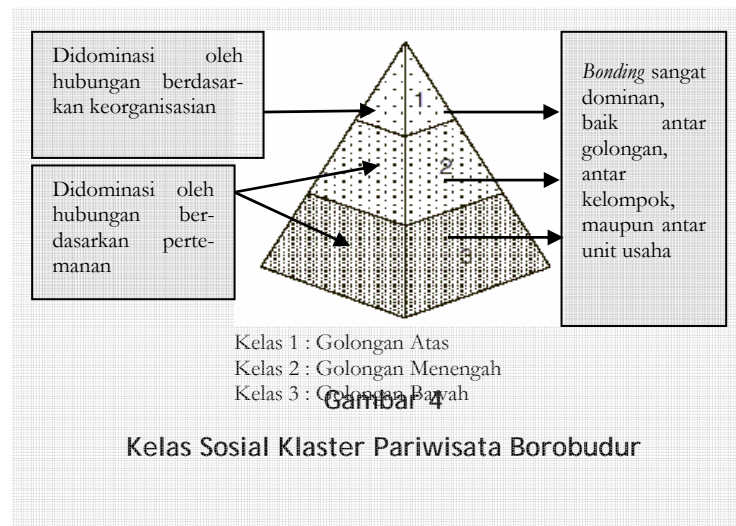 Didominasi oleh
hubungan berdasar-
kan keorganisasian
Didominasi oleh
hubungan ber-
dasarkan perte-
manan
1
2
3
Bonding sangat
dominan,
baik antar
golongan,
antar
kelompok,
maupun antar
unit usaha
Kelas 1 : Golongan Atas
Kelas 2 : Golongan Menengah
Kelas 3 : Golongan Bawah
Gambar 4
Kelas Sosial Klaster Pariwisata Borobudur